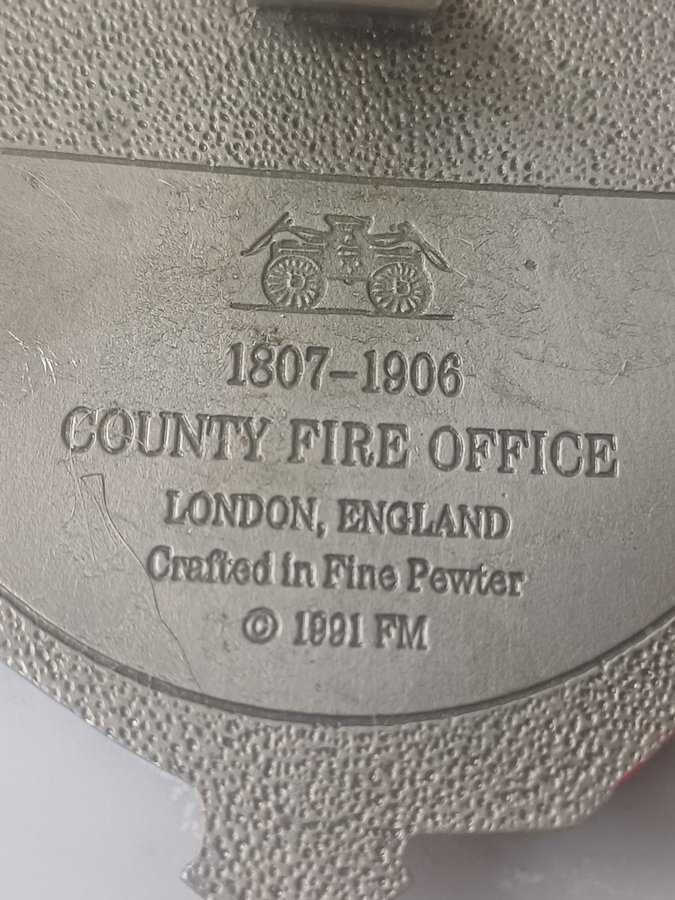 1807–1906
COUNTY FIRE OFFICE
LONDON, ENGLAND
Crafted in Fine Pewter
© 1991 FM